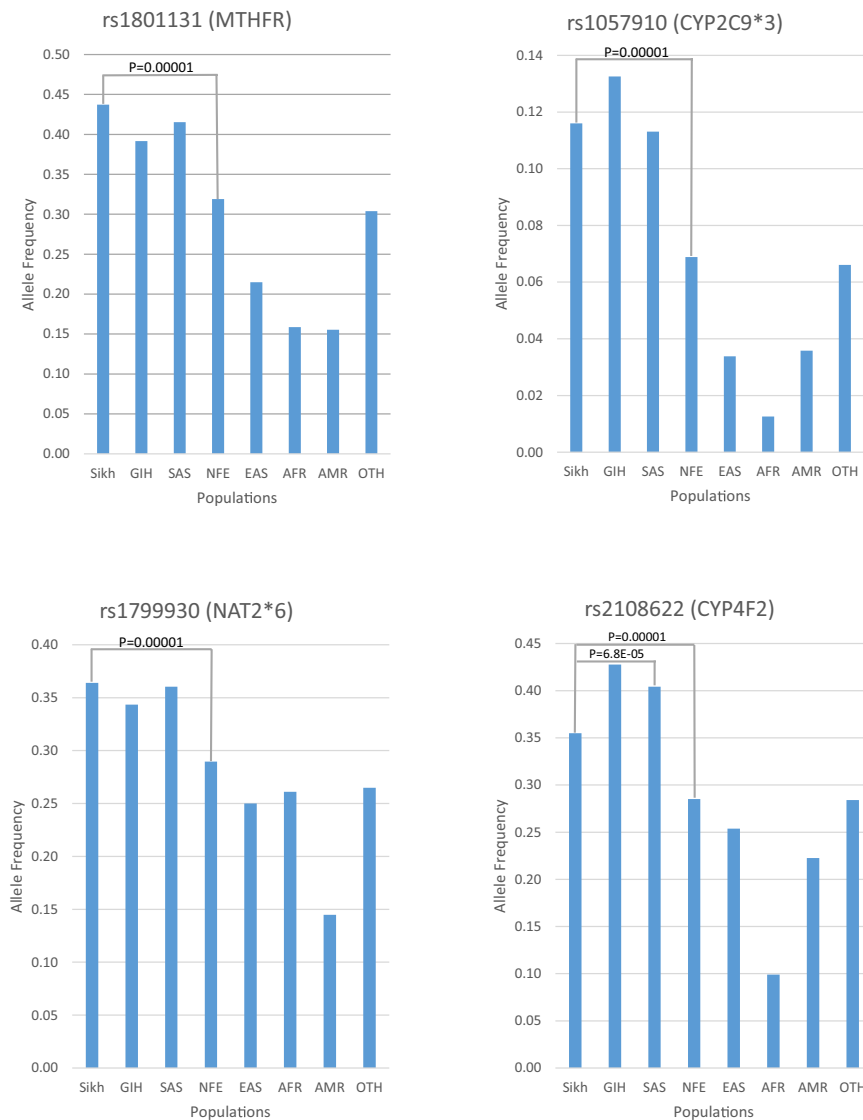 rs1801131 (MTHFR)
P=0.00001
0.50
0.45
0.40
0.35
0.30
0.25
0.20
0.15
0.10
0.05
0.00
Allele Frequency
Sikh GIH SAS NFE EAS AFR AMR OTH
Populations
rs1057910 (CYP2C9*3)
P=0.00001
0.14
0.12
0.10
0.08
0.06
0.04
0.02
0.00
Allele Frequency
Sikh GIH SAS NFE EAS AFR AMR OTH
Populations
rs1799930 (NAT2*6)
P=0.00001
0.40
0.35
0.30
0.25
0.20
0.15
0.10
0.05
0.00
Allele Frequency
Sikh GIH SAS NFE EAS AFR AMR OTH
Populations
rs2108622 (CYP4F2)
P=0.00001
P=6.8E-05
0.45
0.40
0.35
0.30
0.25
0.20
0.15
0.10
0.05
0.00
Allele Frequency
Sikh GIH SAS NFE EAS AFR AMR OTH
Populations